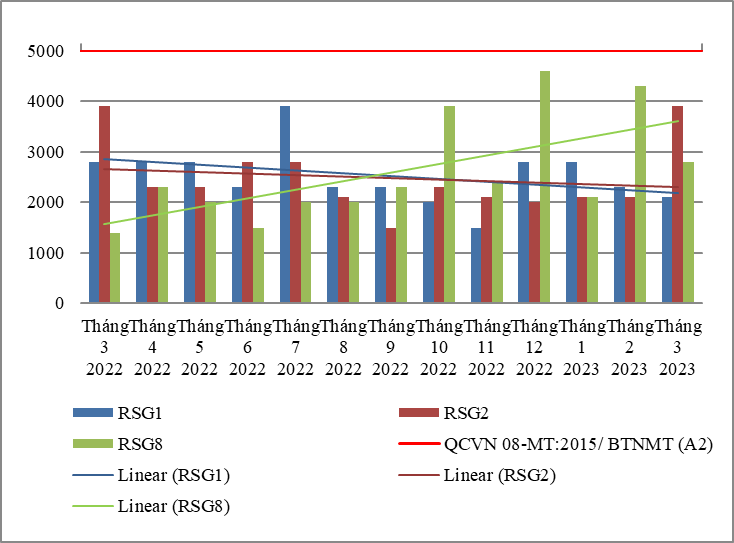 5000
4000
3000
2000
1000
0
Tháng 3 2022
Tháng 4 2022
Tháng 5 2022
Tháng 6 2022
Tháng 7 2022
Tháng 8 2022
Tháng 9 2022
Tháng 10 2022
Tháng 11 2022
Tháng 12 2022
Tháng 1 2023
Tháng 2 2023
Tháng 3 2023
RSG1
RSG2
RSG8
QCVN 08-MT:2015/ BTNMT (A2)
Linear (RSG1)
Linear (RSG2)
Linear (RSG8)